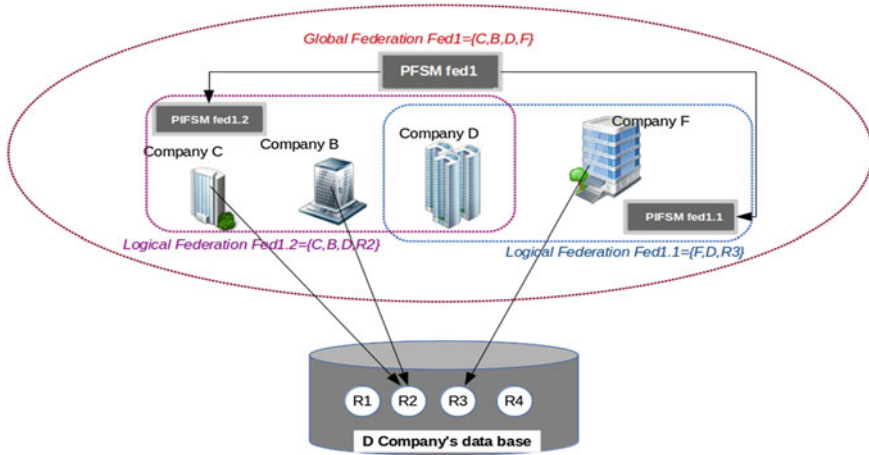 Global Federation Fed1={C,B,D,F}
PFSM fed1
PIFSM fed1.2
Company C
Company B
Company D
Company F
PIFSM fed1.1
Logical Federation Fed1.2={C,B,D,R2}
Logical Federation Fed1.1={F,D,R3}
R1 R2 R3 R4
D Company's data base